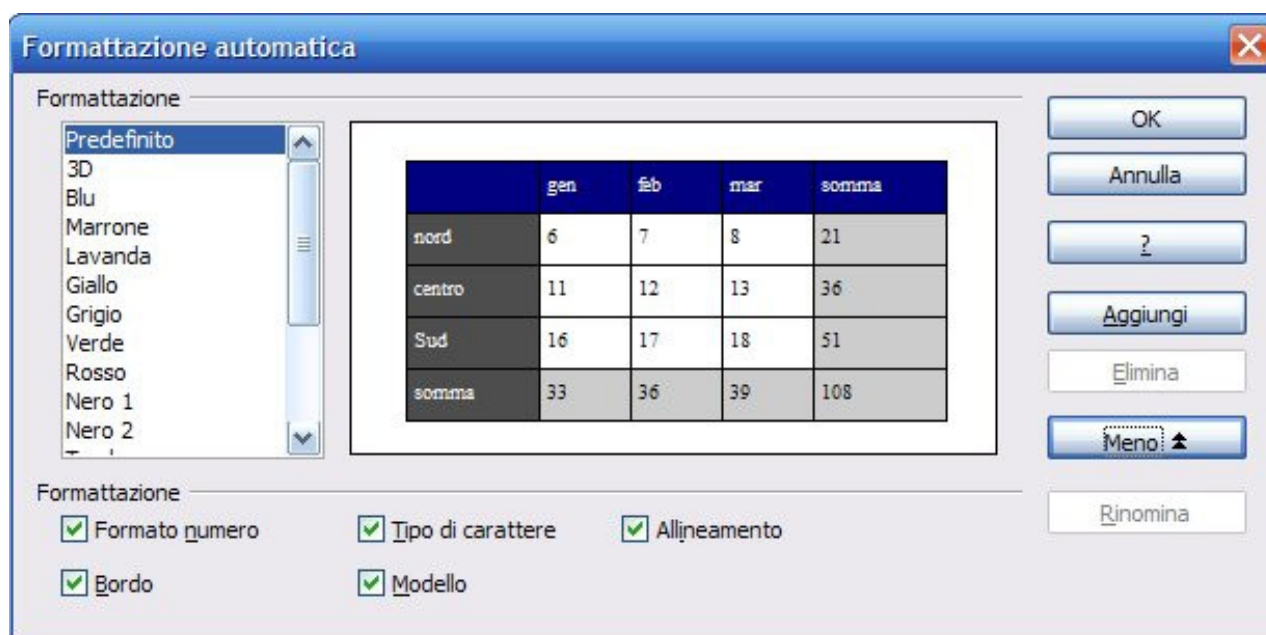 Formattazione automatica
Formattazione
Predefinito
3D
Blu
Marrone
Lavanda
Giallo
Grigio
Verde
Rosso
Nero 1
Nero 2
gen feb mar somma
nord 6 7 8 21
centro 11 12 13 36
Sud 16 17 18 51
somma 33 36 39 108
OK
Annulla
?
Aggiungi
Elimina
Meno
Rinomina
Formattazione
Formato numero Tipo di carattere Allineamento
Bordo Modello